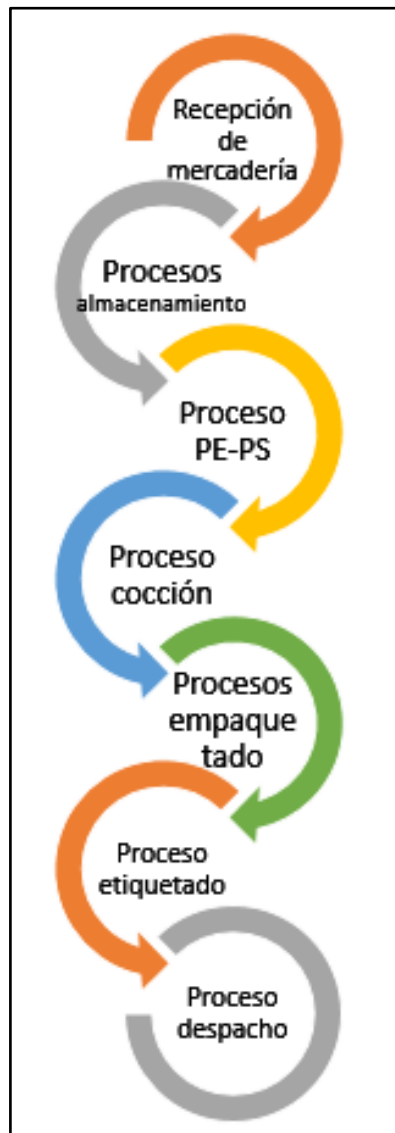 Recepción
de
mercadería
Procesos
almacenamiento
Proceso
PE-PS
Proceso
cocción
Procesos
empaque
tado
Proceso
etiquetado
Proceso
despacho